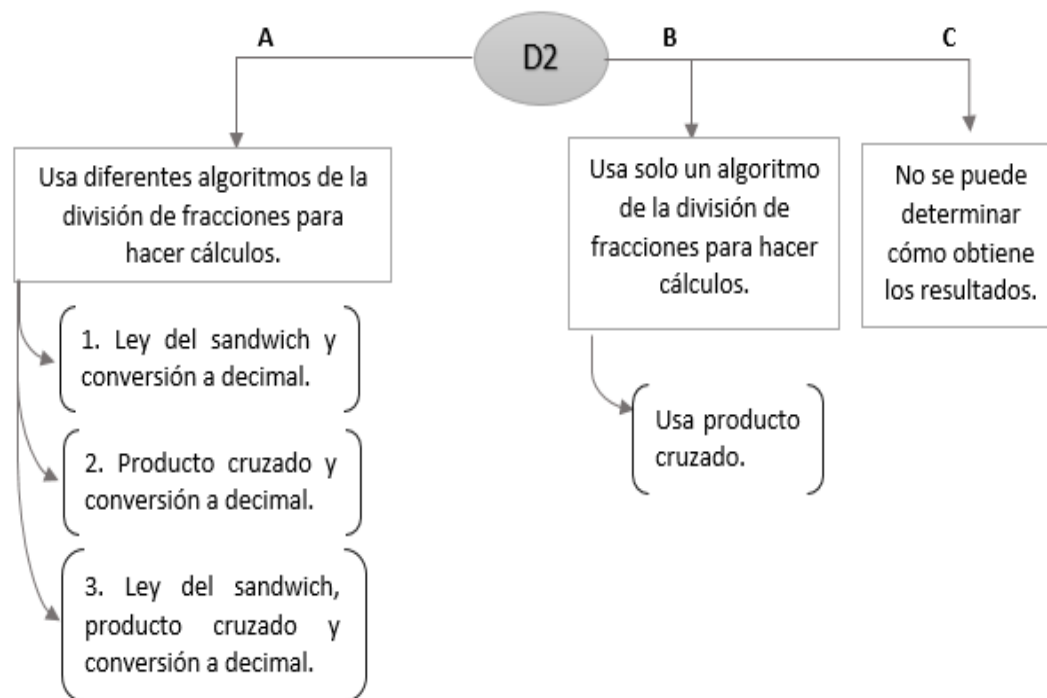 A
D2
B
C
Usa diferentes algoritmos de la
división de fracciones para
hacer cálculos.
1. Ley del sandwich y
conversión a decimal.
2. Producto cruzado y
conversión a decimal.
3. Ley del sandwich,
producto cruzado y
conversión a decimal.
Usa solo un algoritmo
de la división de
fracciones para hacer
cálculos.
Usa producto
cruzado.
No se puede
determinar
cómo obtiene
los resultados.